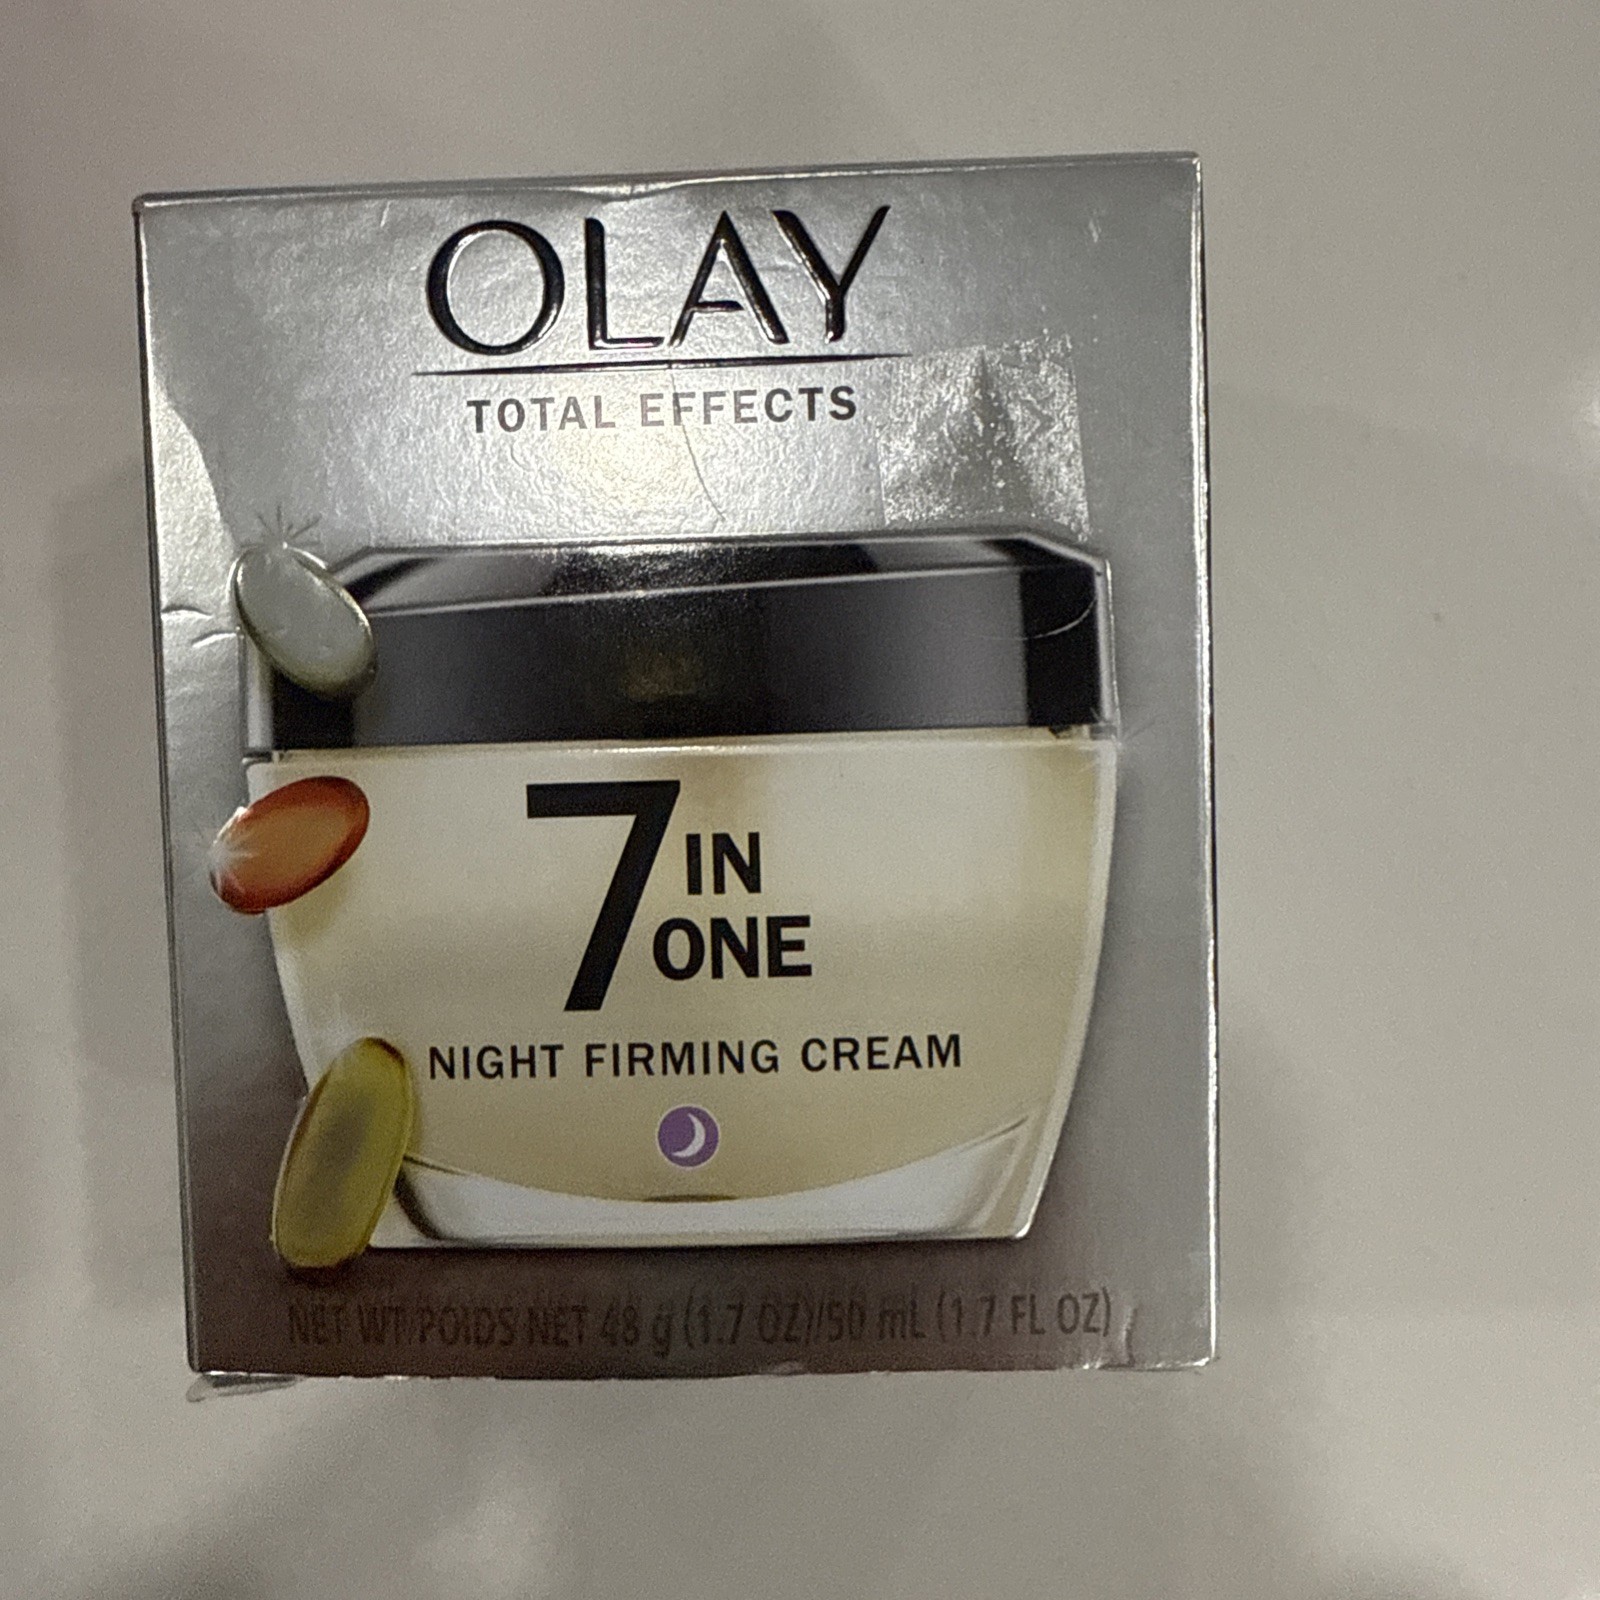 OLAY
TOTAL EFFECTS
7 IN
ONE
NIGHT FIRMING CREAM
NET WT POIDS NET 48 g (1.7 OZ)/50 mL (1.7 FL OZ)